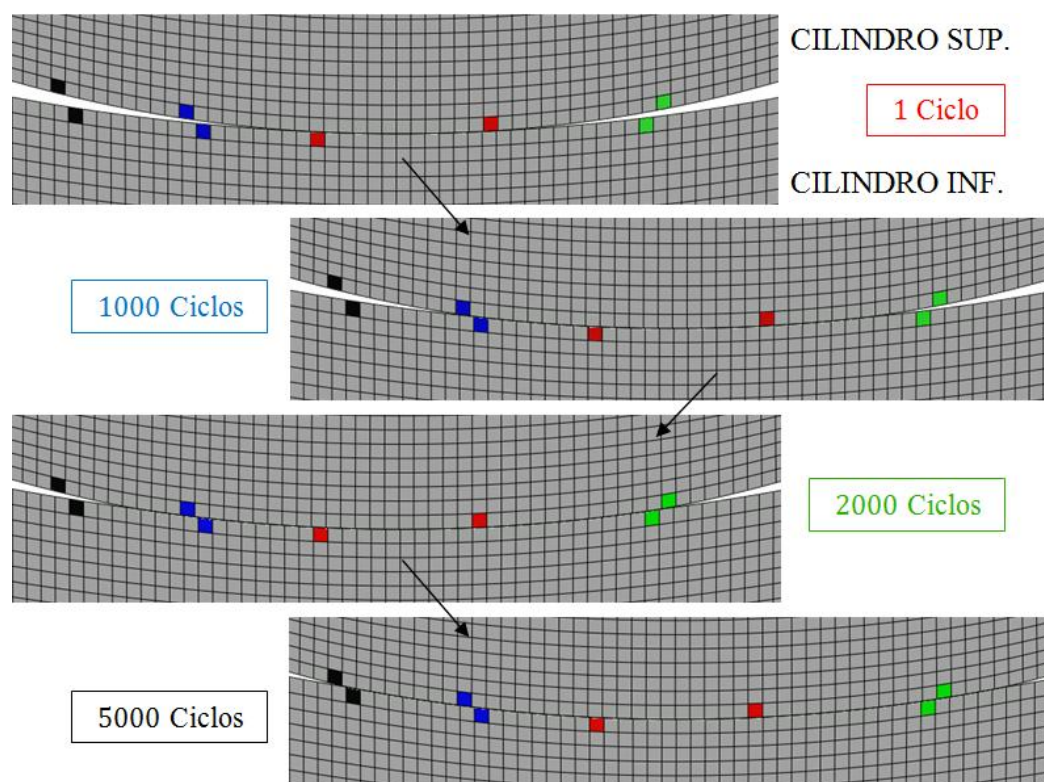 CILINDRO SUP.
1 Ciclo
CILINDRO INF.
1000 Ciclos
2000 Ciclos
5000 Ciclos